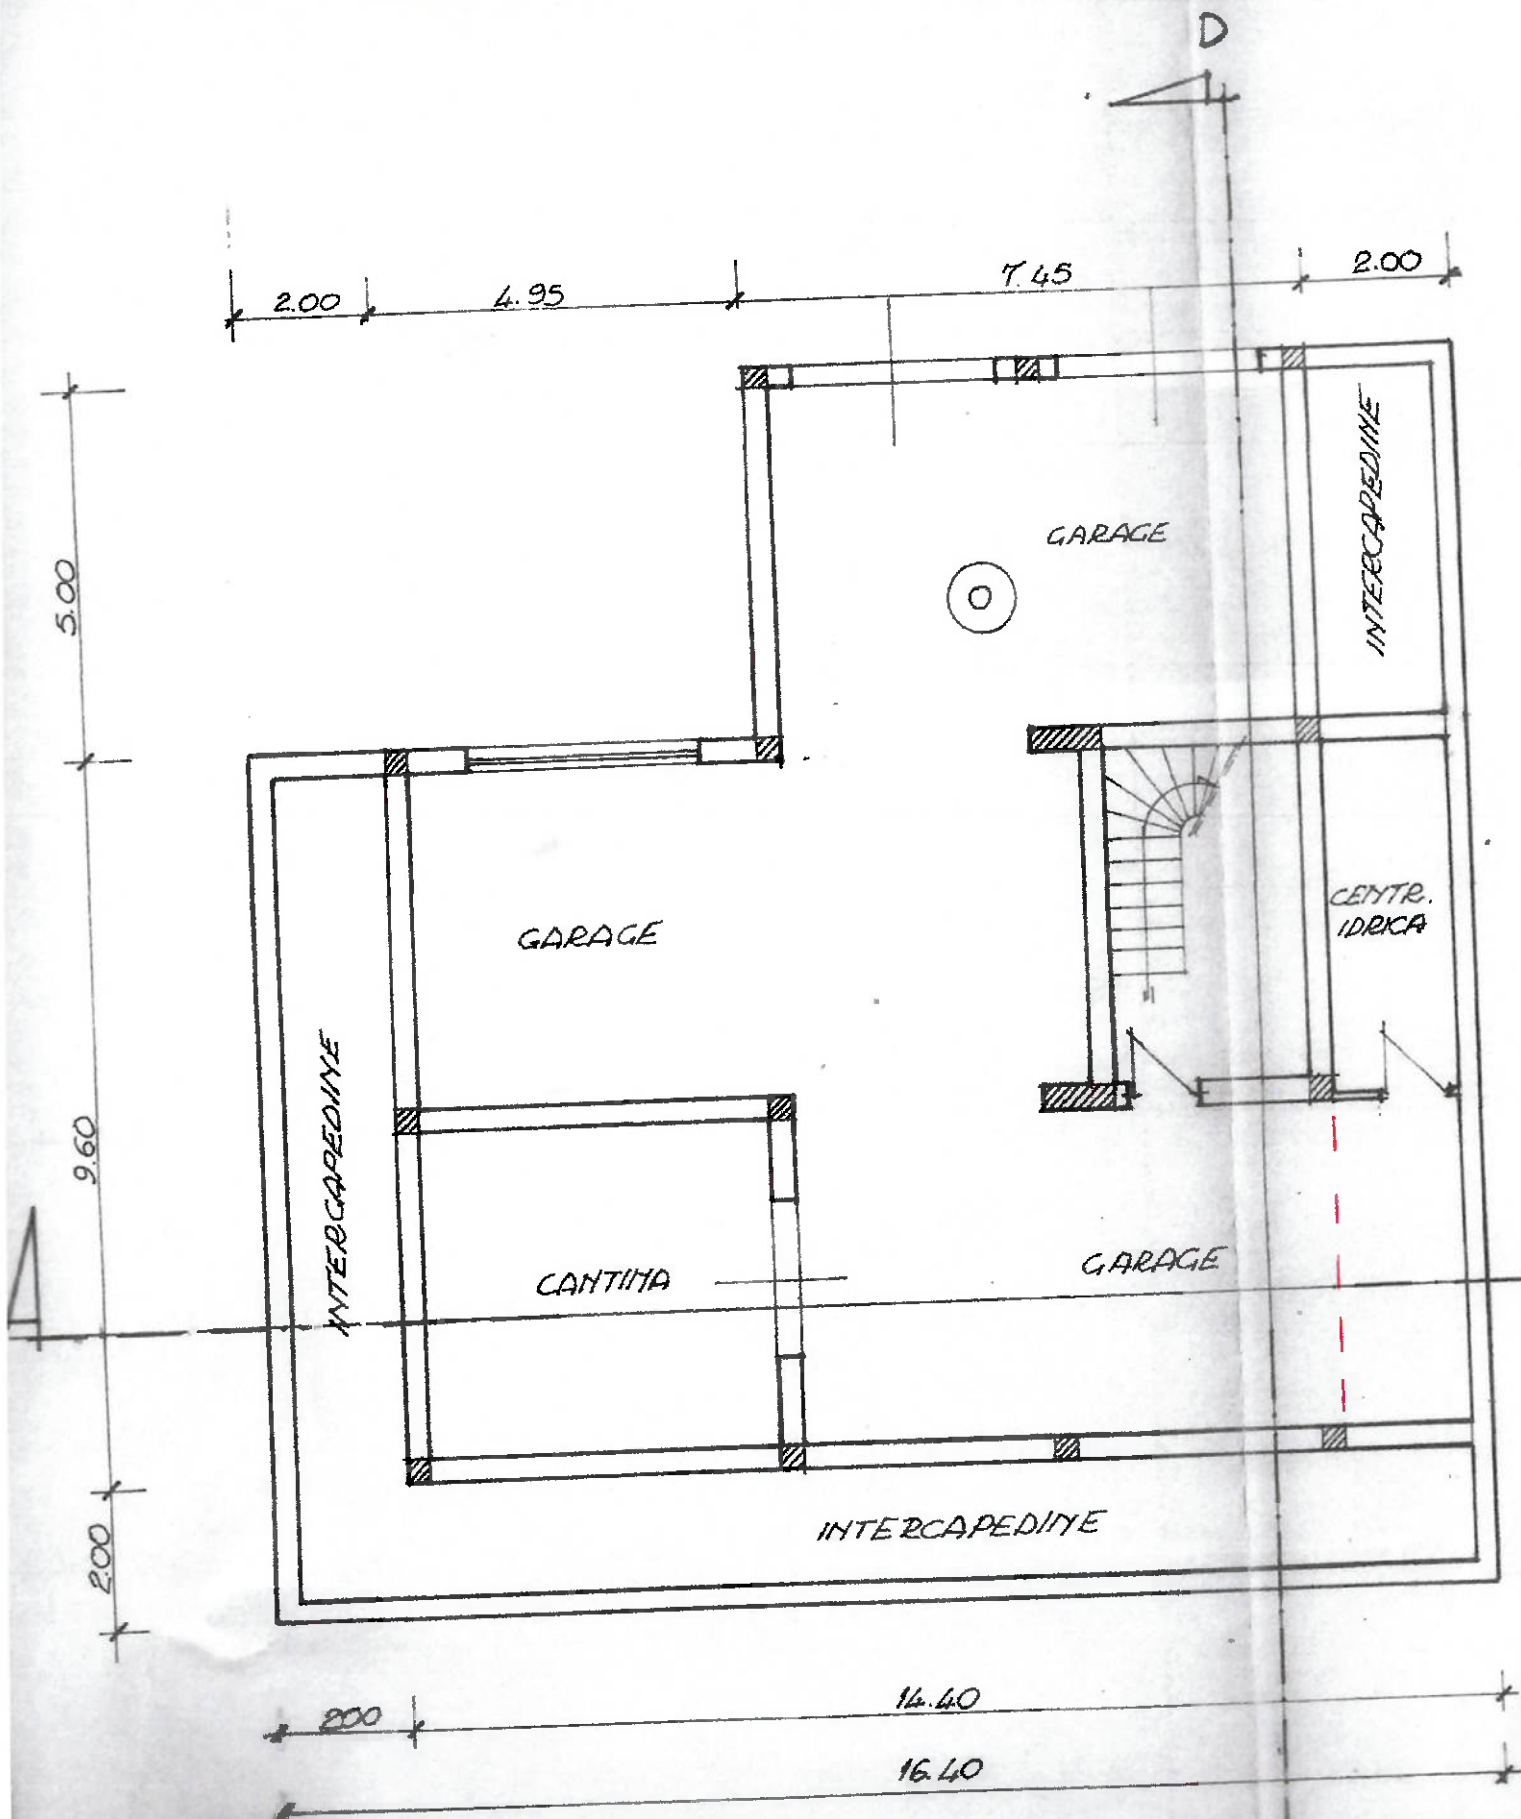 D
2.00
4.95
7.45
2.00
5.00
INTERCAPEDINE
GARAGE
GARAGE
CENTR.
IDRICA
9.60
INTERCAPEDINE
CANTINA
GARAGE
2.00
INTERCAPEDINE
200
14.40
16.40